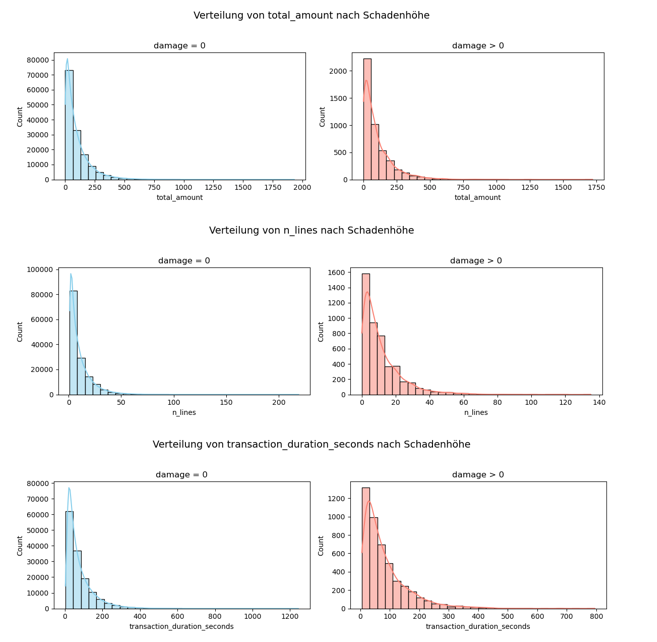 Verteilung von total_amount nach Schadenhöhe
damage = 0
damage > 0
80000
70000
60000
50000
40000
30000
20000
10000
0
Count
0 250 500 750 1000 1250 1500 1750 2000
total_amount
2000
1500
1000
500
0
Count
0 250 500 750 1000 1250 1500 1750
total_amount
Verteilung von n_lines nach Schadenhöhe
damage = 0
damage > 0
100000
80000
60000
40000
20000
0
Count
0 50 100 150 200
n_lines
1600
1400
1200
1000
800
600
400
200
0
Count
0 20 40 60 80 100 120 140
n_lines
Verteilung von transaction_duration_seconds nach Schadenhöhe
damage = 0
damage > 0
80000
70000
60000
50000
40000
30000
20000
10000
0
Count
0 200 400 600 800 1000 1200
transaction_duration_seconds
1200
1000
800
600
400
200
0
Count
0 100 200 300 400 500 600 700 800
transaction_duration_seconds